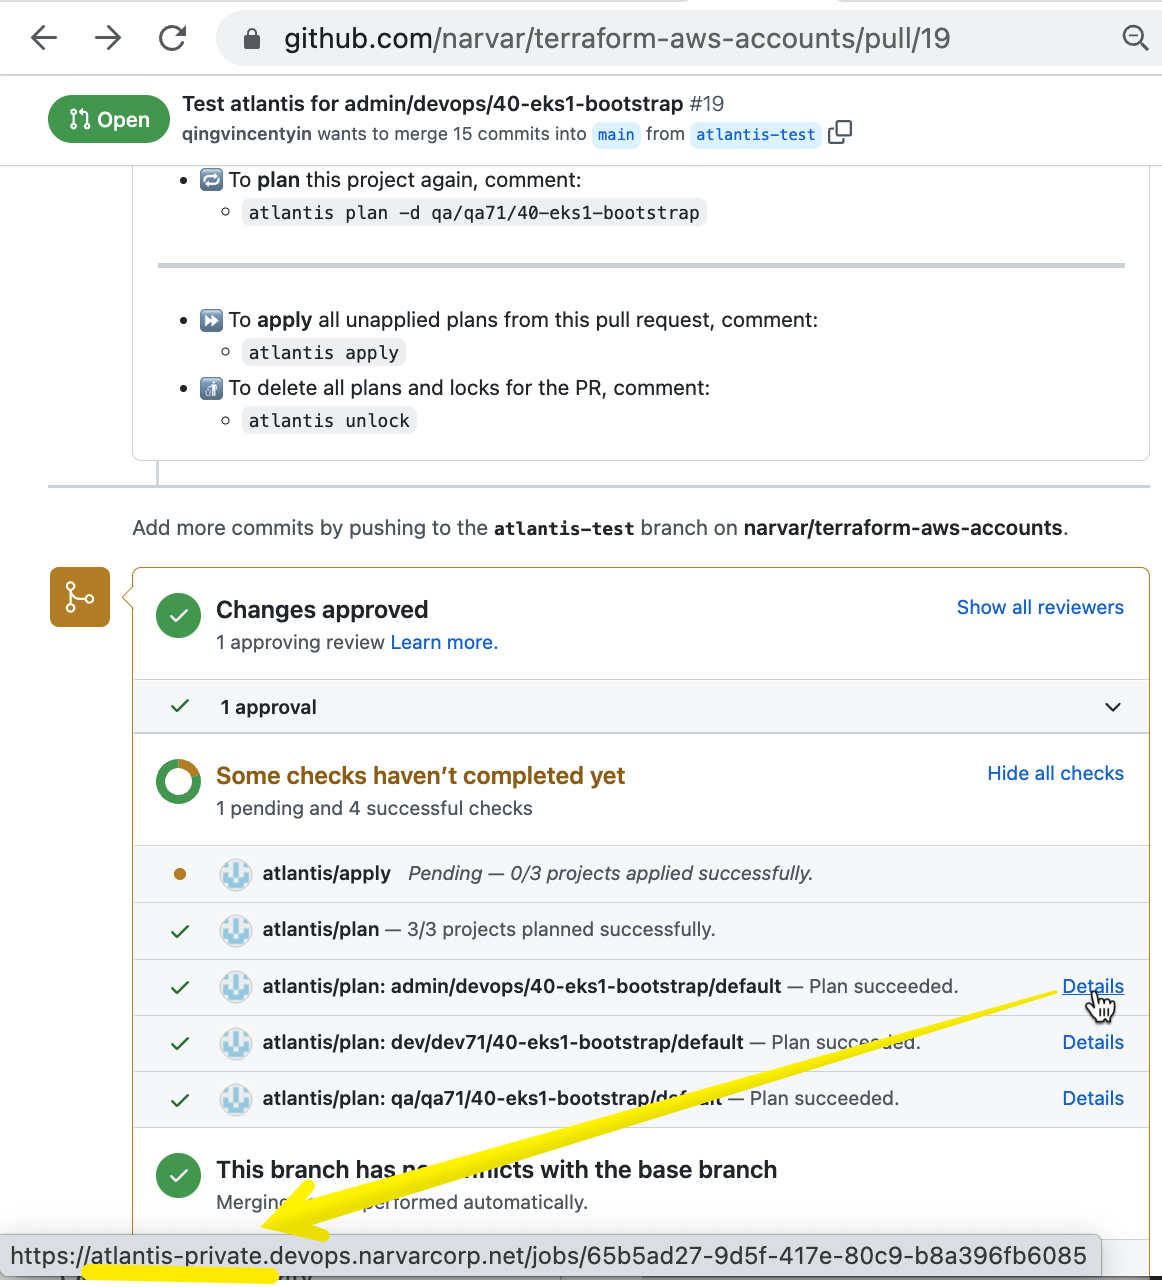 github.com/narvar/terraform-aws-accounts/pull/19
Open
Test atlantis for admin/devops/40-eks1-bootstrap #19
qingvincentyin wants to merge 15 commits into main from atlantis-test
To plan this project again, comment:
atlantis plan -d qa/qa71/40-eks1-bootstrap
To apply all unapplied plans from this pull request, comment:
atlantis apply
To delete all plans and locks for the PR, comment:
atlantis unlock
Add more commits by pushing to the atlantis-test branch on narvar/terraform-aws-accounts.
Changes approved
Show all reviewers
1 approving review Learn more.
1 approval
Some checks haven't completed yet
Hide all checks
1 pending and 4 successful checks
atlantis/apply Pending — 0/3 projects applied successfully.
atlantis/plan — 3/3 projects planned successfully.
atlantis/plan: admin/devops/40-eks1-bootstrap/default — Plan succeeded. Details
atlantis/plan: dev/dev71/40-eks1-bootstrap/default — Plan succeeded. Details
atlantis/plan: qa/qa71/40-eks1-bootstrap/default — Plan succeeded. Details
This branch has no conflicts with the base branch
Merging performed automatically.
https://atlantis-private.devops.narvarcorp.net/jobs/65b5ad27-9d5f-417e-80c9-b8a396fb6085